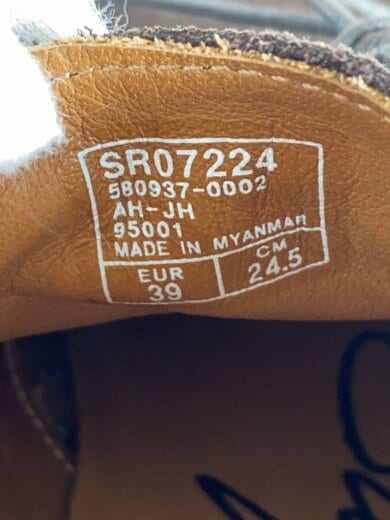 SR07224
580937-0002
AH-JH
95001
MADE IN MYANMAR
EUR
39
CM
24.5